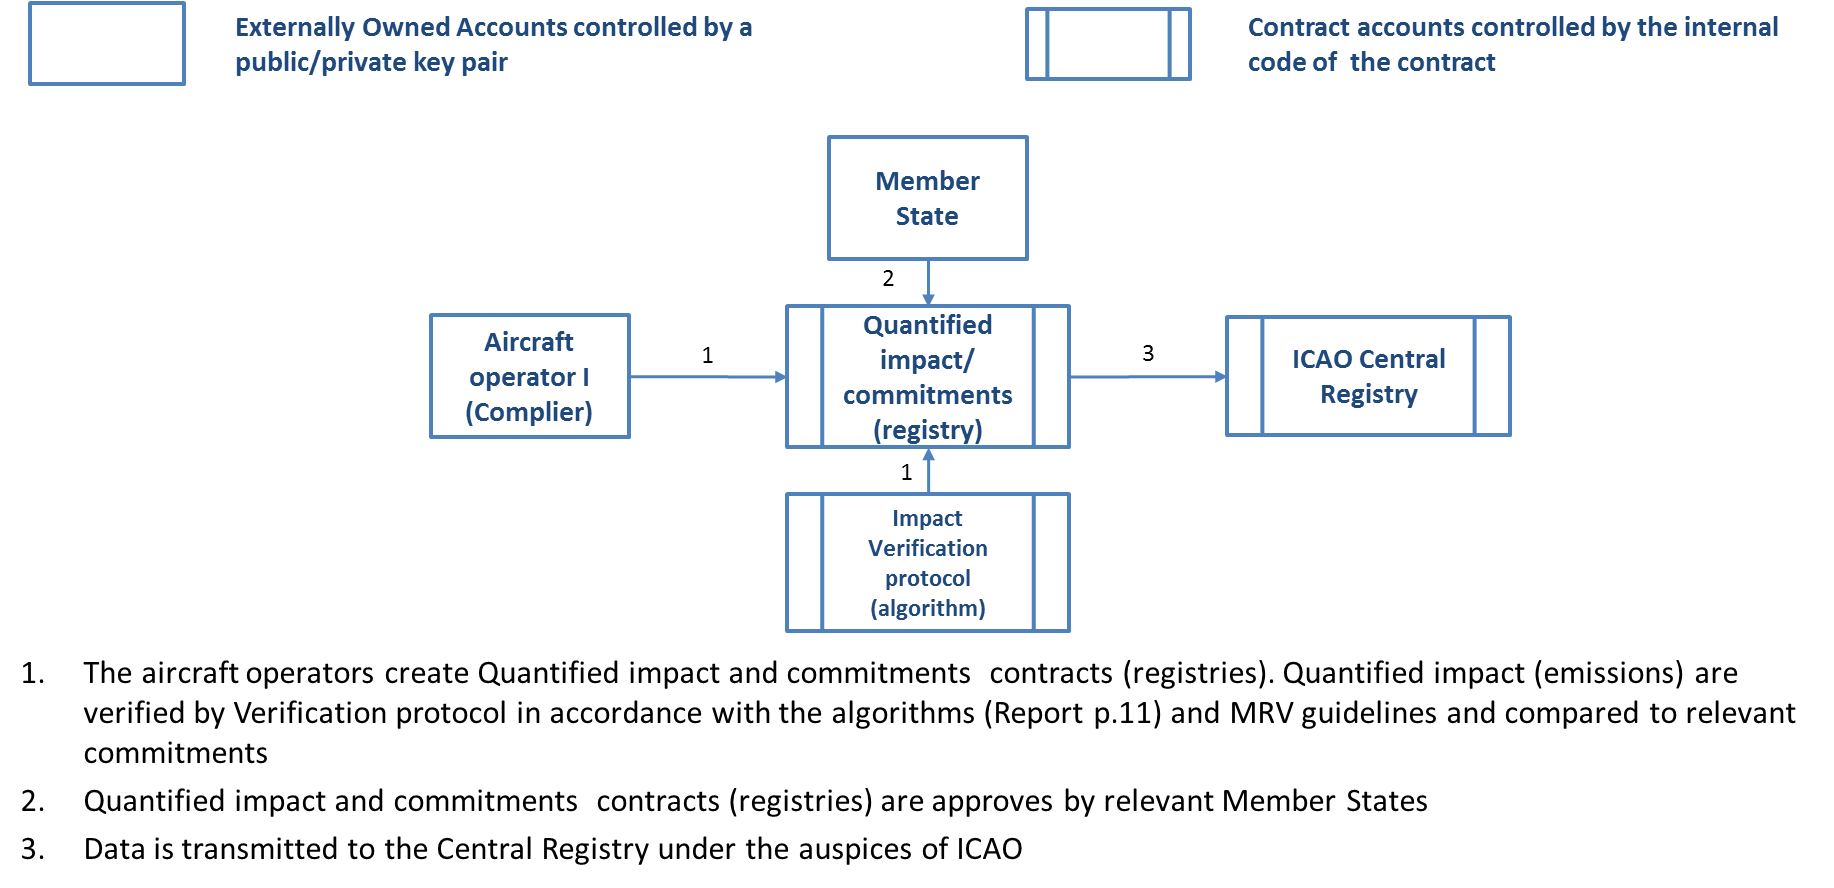 Externally Owned Accounts controlled by a
public/private key pair
Contract accounts controlled by the internal
code of the contract
Member
State
2
Aircraft
operator I
(Complier)
1
Quantified
impact/
commitments
(registry)
3
ICAO Central
Registry
1
Impact
Verification
protocol
(algorithm)
1. The aircraft operators create Quantified impact and commitments contracts (registries). Quantified impact (emissions) are
verified by Verification protocol in accordance with the algorithms (Report p.11) and MRV guidelines and compared to relevant
commitments
2. Quantified impact and commitments contracts (registries) are approves by relevant Member States
3. Data is transmitted to the Central Registry under the auspices of ICAO